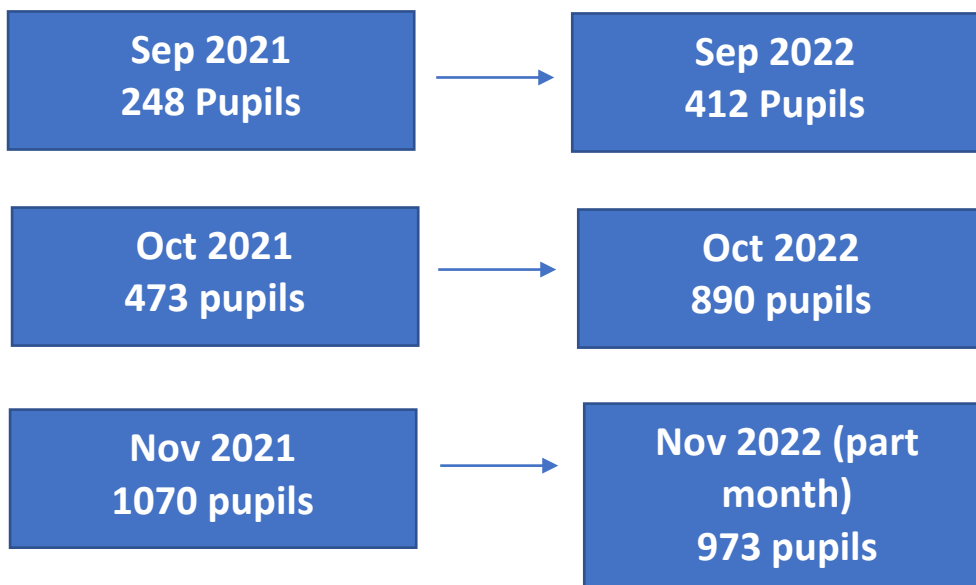 Sep 2021
248 Pupils
Sep 2022
412 Pupils
Oct 2021
473 pupils
Oct 2022
890 pupils
Nov 2021
1070 pupils
Nov 2022 (part
month)
973 pupils